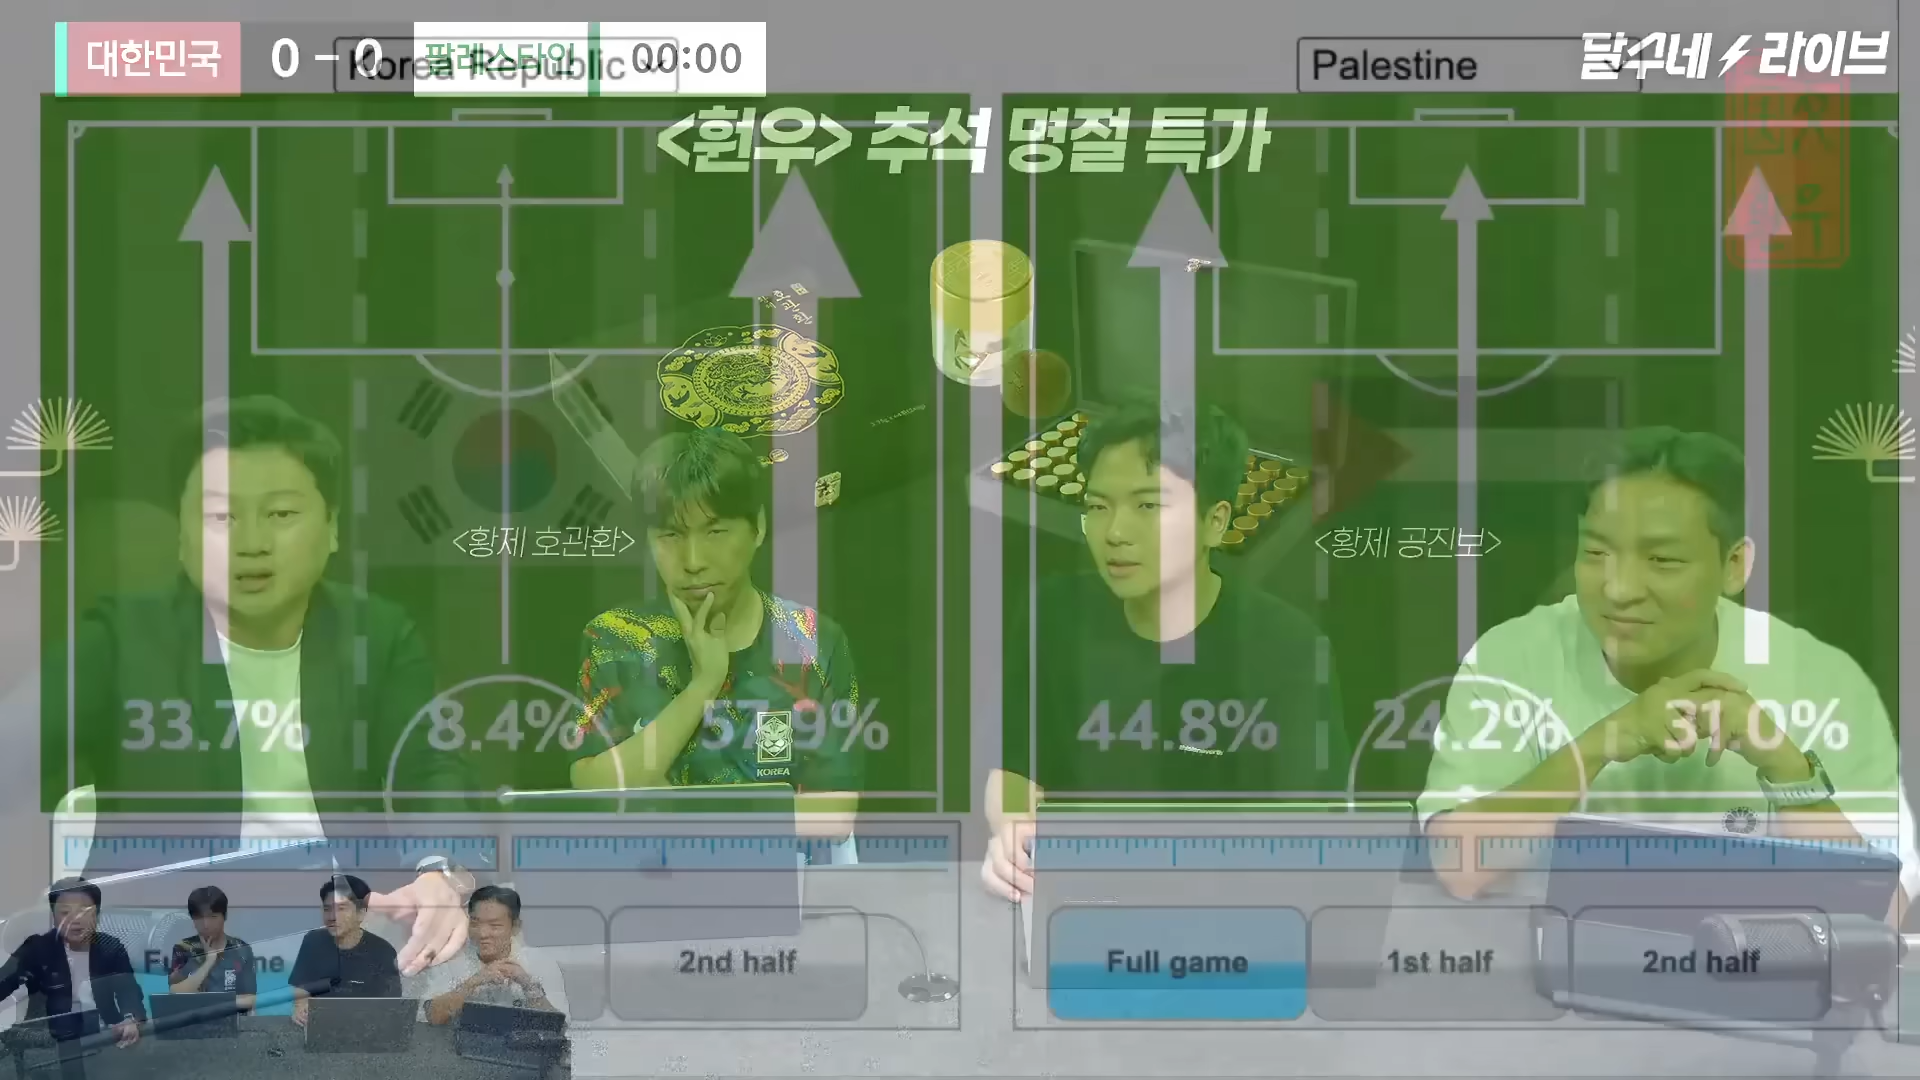 대한민국 0 – 0 팔레스타인 00:00
Korea Republic
Palestine
달수네 라이브
<훤우> 추석 명절 특가
<황제 호관환>
<황제 공진보>
33.7% 8.4% 57.9%
44.8% 24.2% 31.0%
KOREA
2nd half
Full game 1st half 2nd half